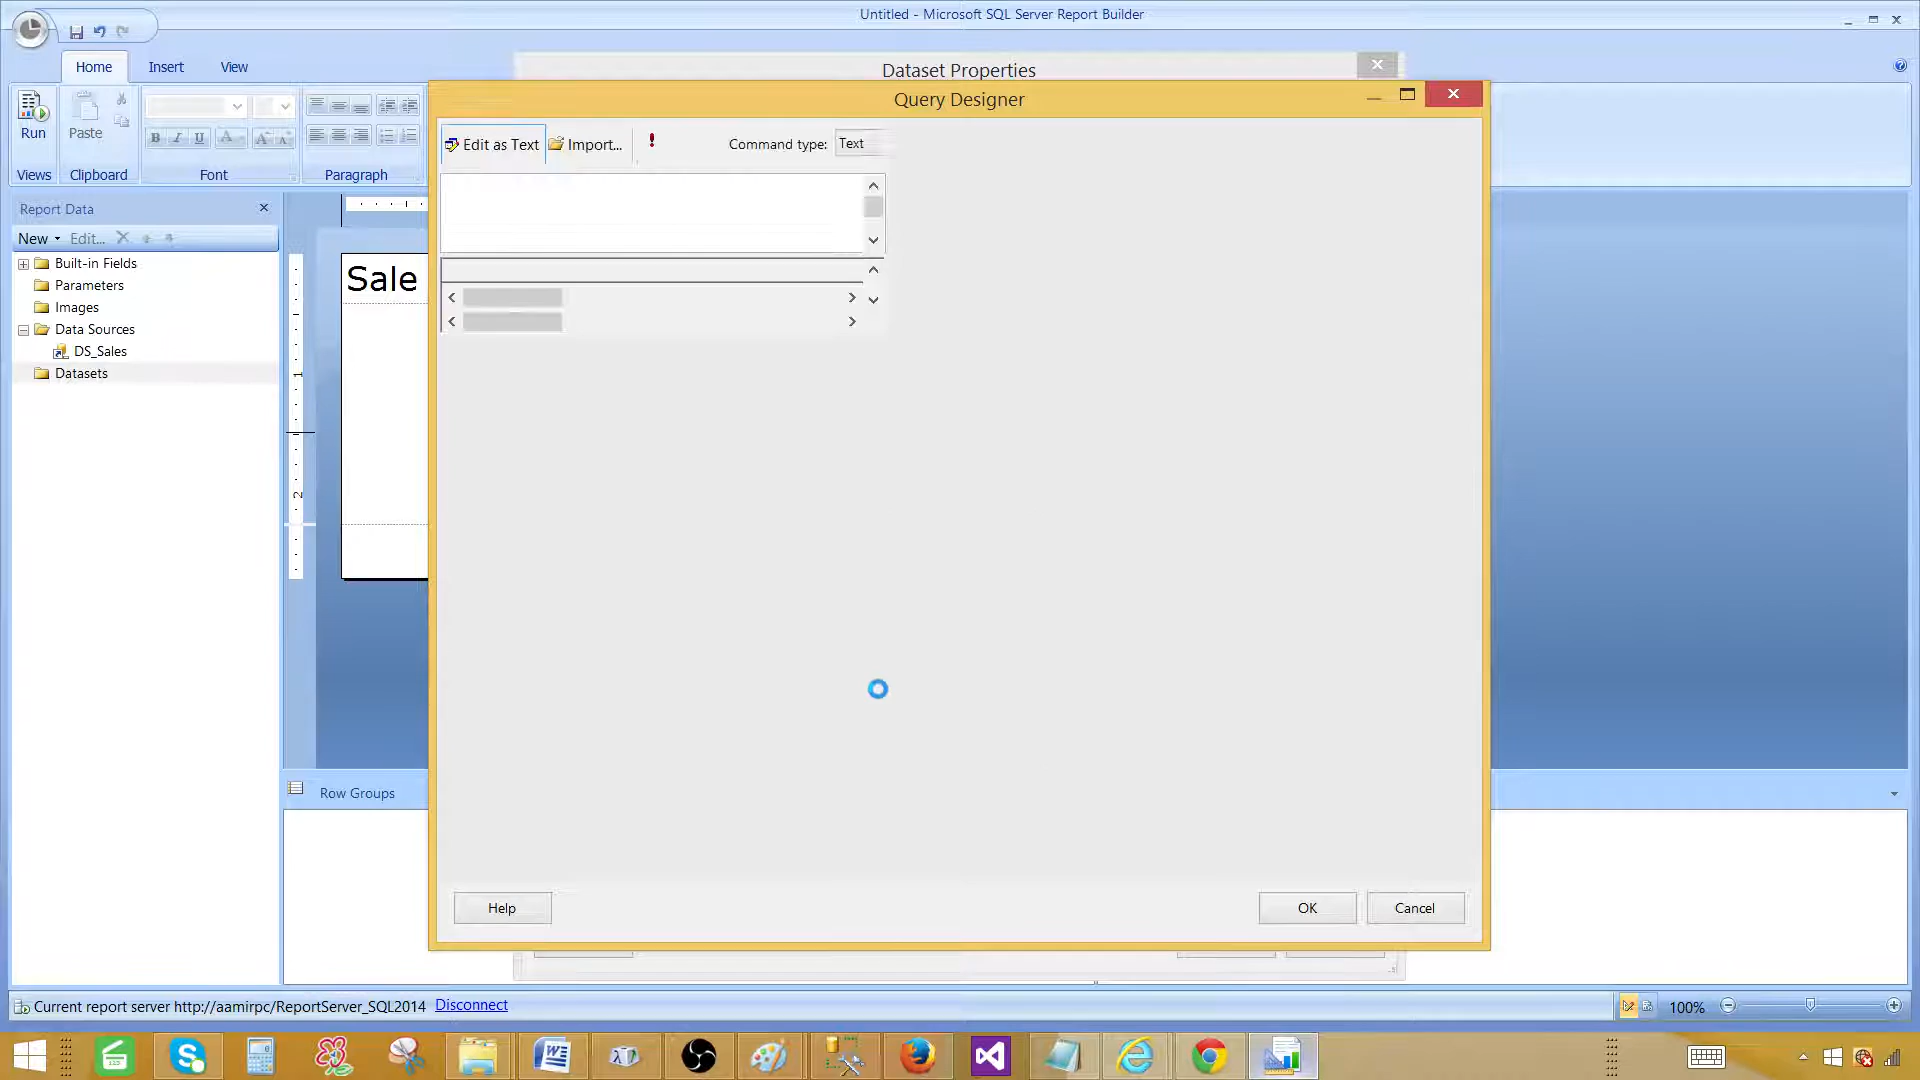 Untitled - Microsoft SQL Server Report Builder
Home
Insert
View
Run
Paste
B I U A A A
Views
Clipboard
Font
Paragraph
Dataset Properties
Query Designer
Edit as Text
Import...
!
Command type:
Text
Report Data
New
Edit...
Built-in Fields
Parameters
Images
Data Sources
DS_Sales
Datasets
Sale
1
2
Row Groups
Help
OK
Cancel
Current report server http://aamirpc/ReportServer_SQL2014
Disconnect
100%